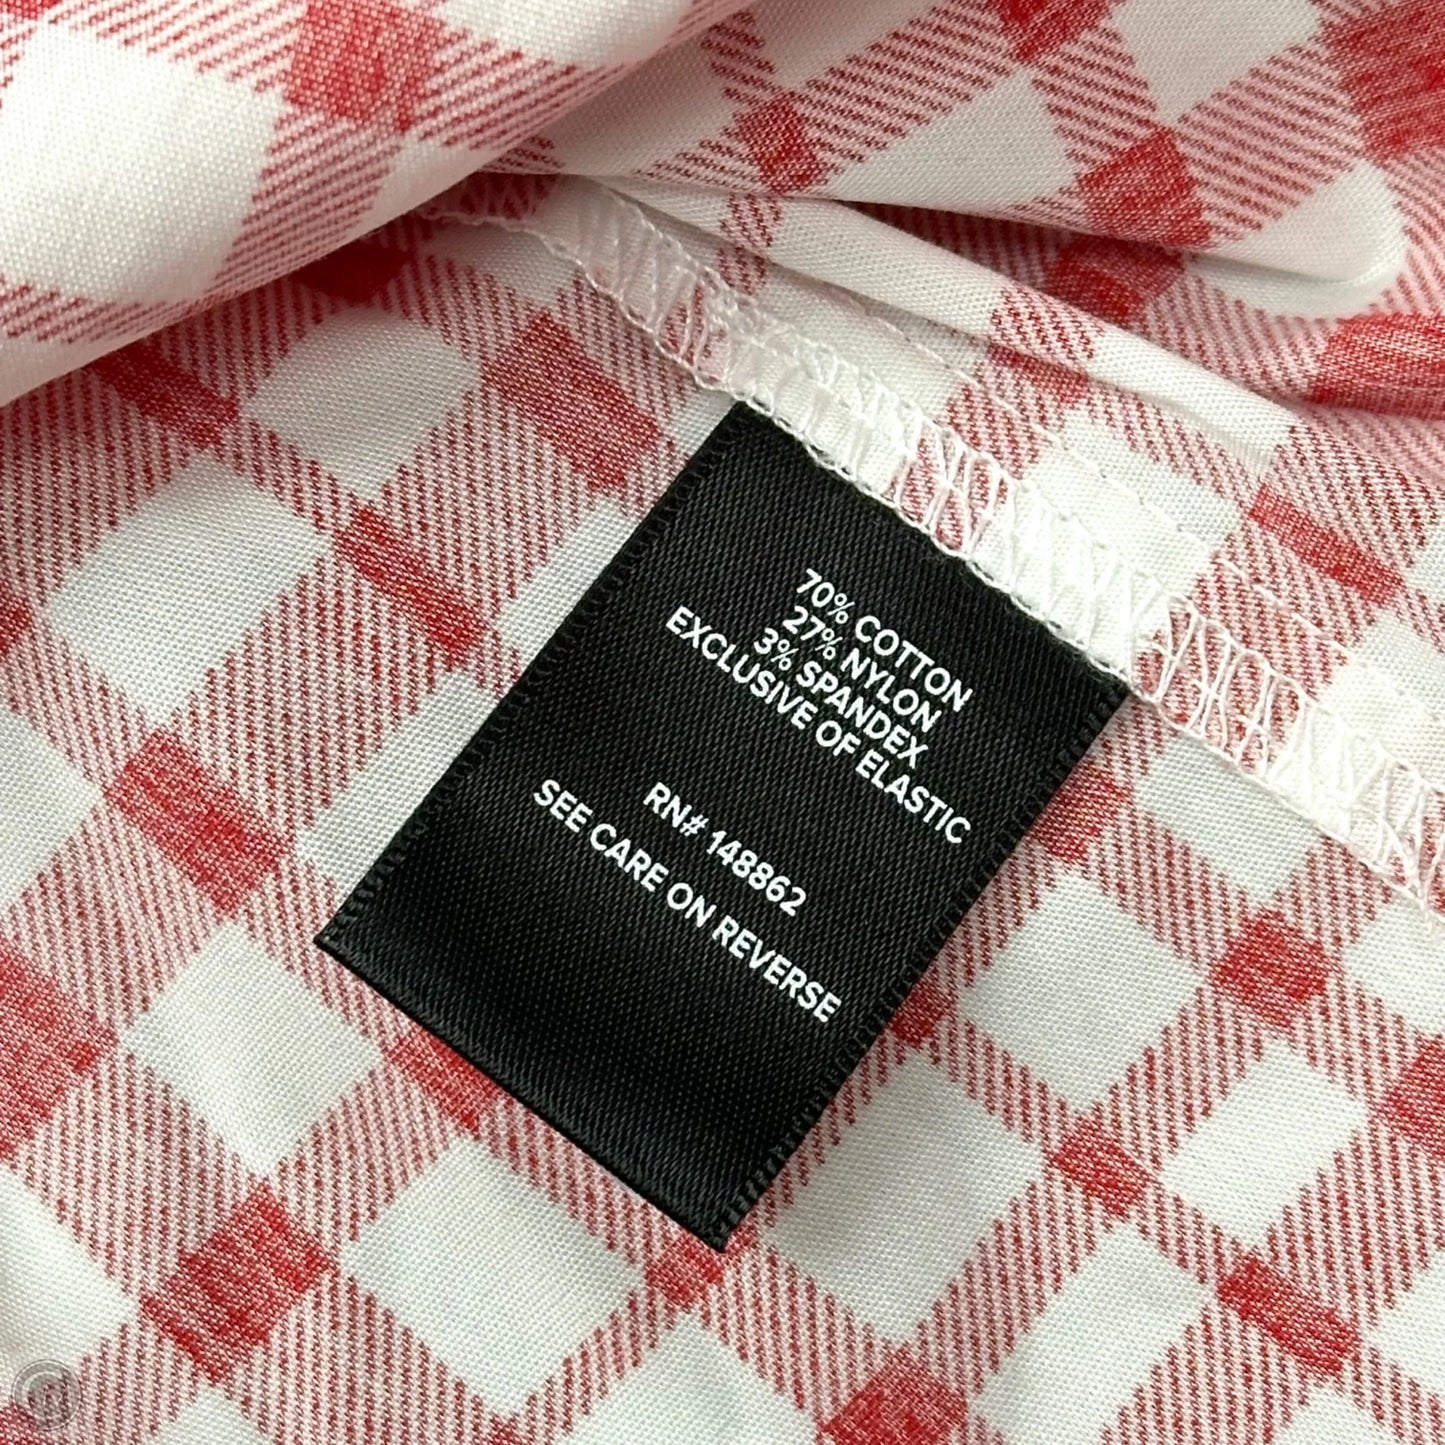 70% COTTON
27% NYLON
3% SPANDEX
EXCLUSIVE OF ELASTIC
RN# 148862
SEE CARE ON REVERSE